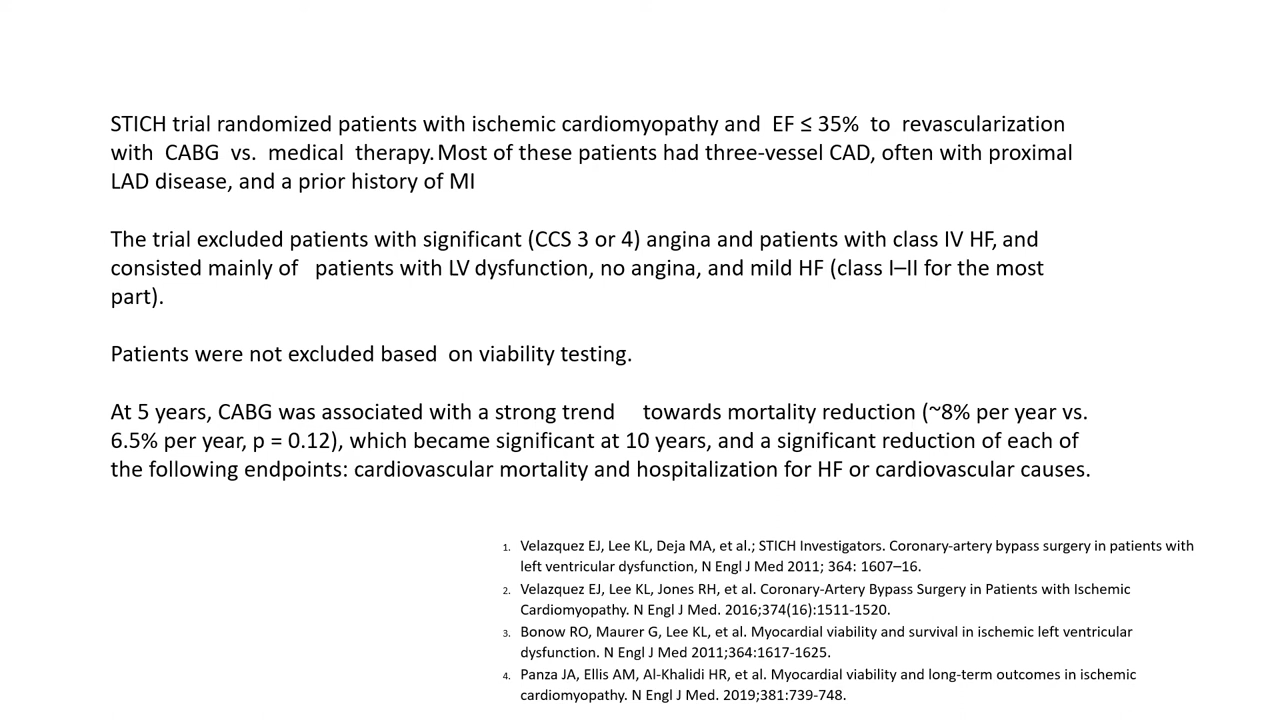 STICH trial randomized patients with ischemic cardiomyopathy and EF ≤ 35% to revascularization
with CABG vs. medical therapy. Most of these patients had three-vessel CAD, often with proximal
LAD disease, and a prior history of MI
The trial excluded patients with significant (CCS 3 or 4) angina and patients with class IV HF, and
consisted mainly of patients with LV dysfunction, no angina, and mild HF (class I–II for the most
part).
Patients were not excluded based on viability testing.
At 5 years, CABG was associated with a strong trend towards mortality reduction (~8% per year vs.
6.5% per year, p = 0.12), which became significant at 10 years, and a significant reduction of each of
the following endpoints: cardiovascular mortality and hospitalization for HF or cardiovascular causes.
1. Velazquez EJ, Lee KL, Deja MA, et al.; STICH Investigators. Coronary-artery bypass surgery in patients with
left ventricular dysfunction, N Engl J Med 2011; 364: 1607–16.
2. Velazquez EJ, Lee KL, Jones RH, et al. Coronary-Artery Bypass Surgery in Patients with Ischemic
Cardiomyopathy. N Engl J Med. 2016;374(16):1511-1520.
3. Bonow RO, Maurer G, Lee KL, et al. Myocardial viability and survival in ischemic left ventricular
dysfunction. N Engl J Med 2011;364:1617-1625.
4. Panza JA, Ellis AM, Al-Khalidi HR, et al. Myocardial viability and long-term outcomes in ischemic
cardiomyopathy. N Engl J Med. 2019;381:739-748.